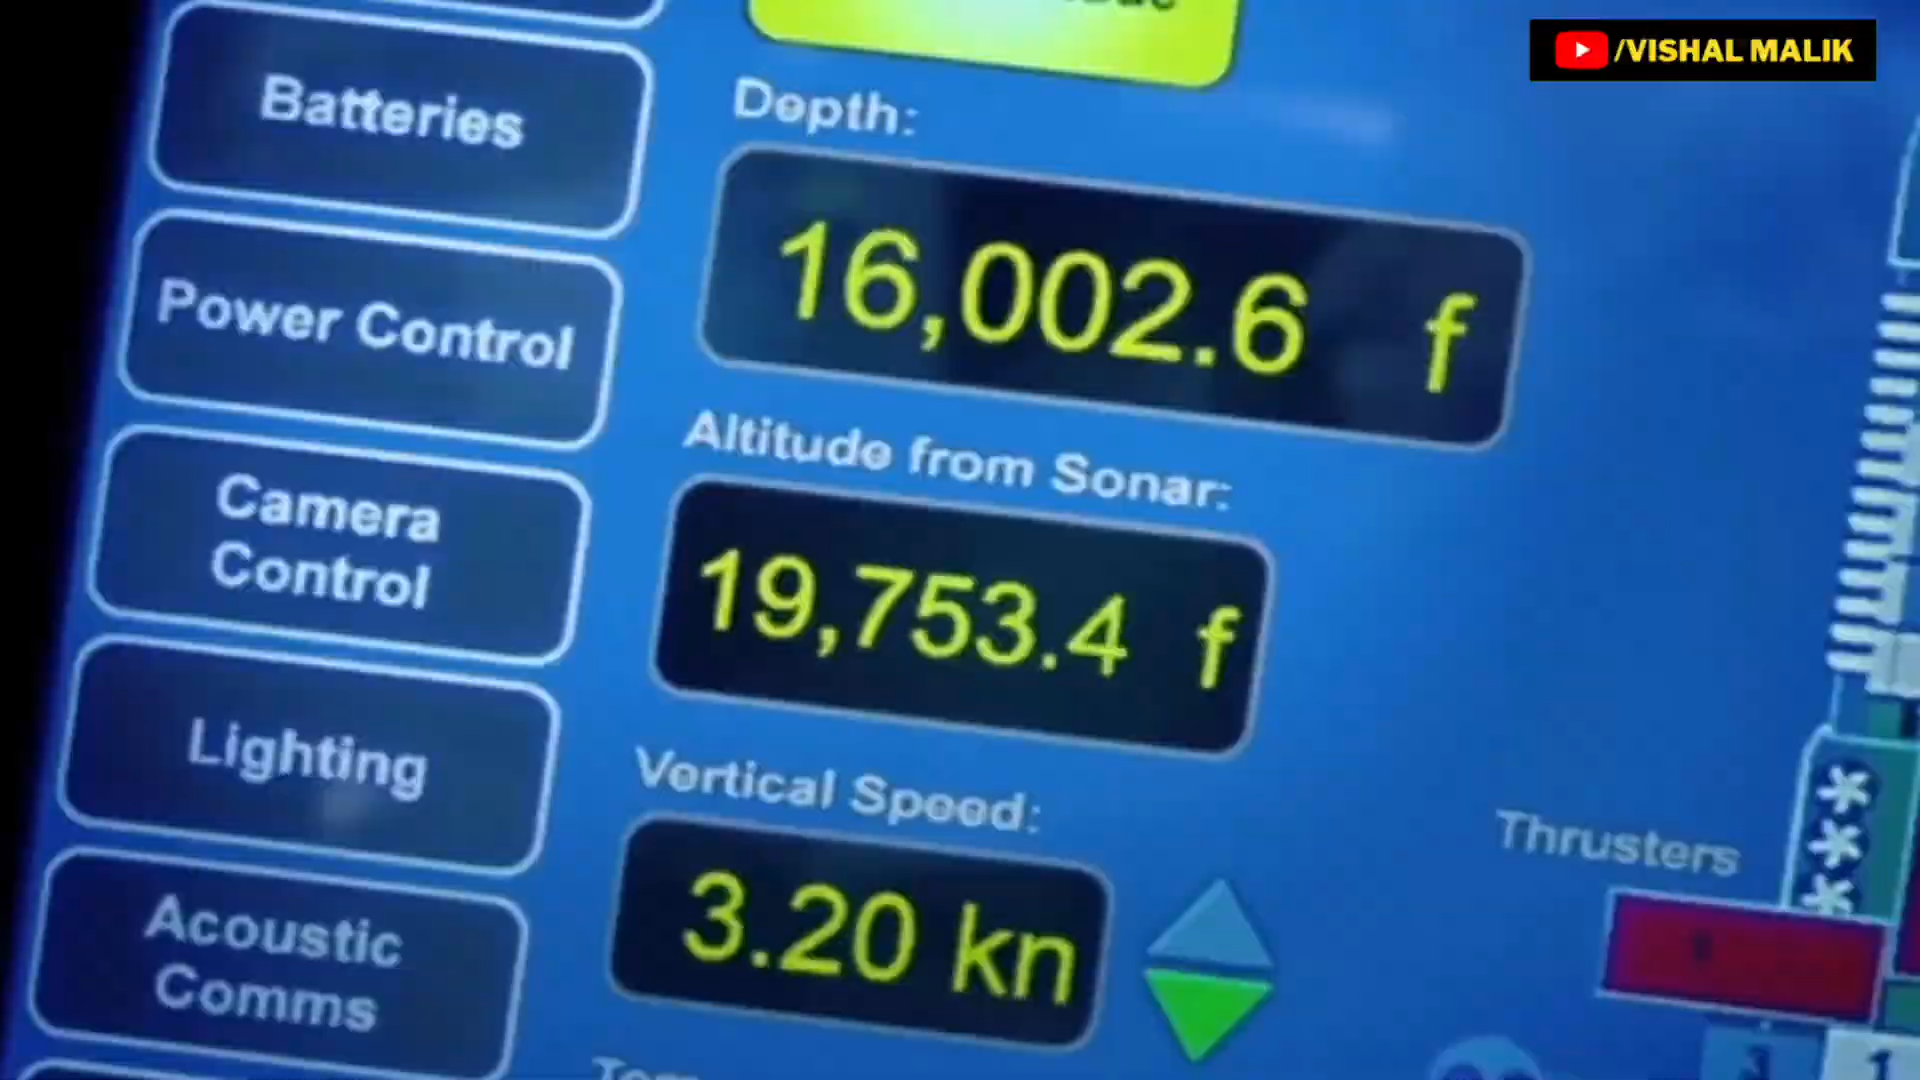 /VISHAL MALIK
Batteries
Power Control
Camera
Control
Lighting
Acoustic
Comms
Depth:
16,002.6 f
Altitude from Sonar:
19,753.4 f
Vertical Speed:
3.20 kn
Thrusters